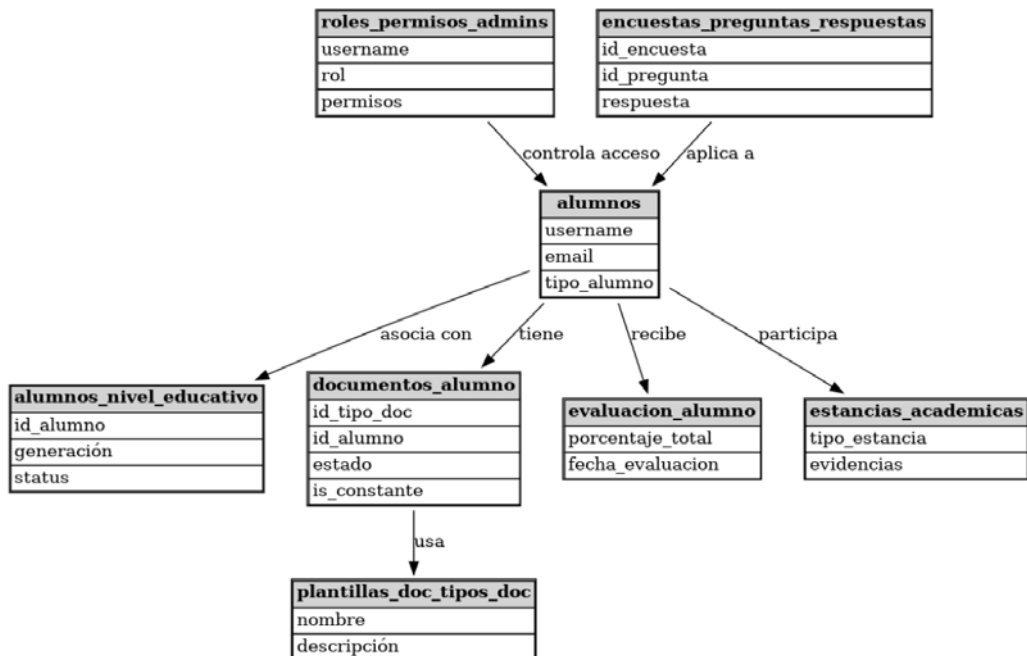 roles_permisos_admins
username
rol
permisos
encuestas_preguntas_respuestas
id_encuesta
id_pregunta
respuesta
controla acceso
aplica a
alumnos
username
email
tipo_alumno
asocia con
tiene
recibe
participa
alumnos_nivel_educativo
id_alumno
generación
status
documentos_alumno
id_tipo_doc
id_alumno
estado
is_constante
evaluacion_alumno
porcentaje_total
fecha_evaluacion
estancias_academicas
tipo_estancia
evidencias
usa
plantillas_doc_tipos_doc
nombre
descripción